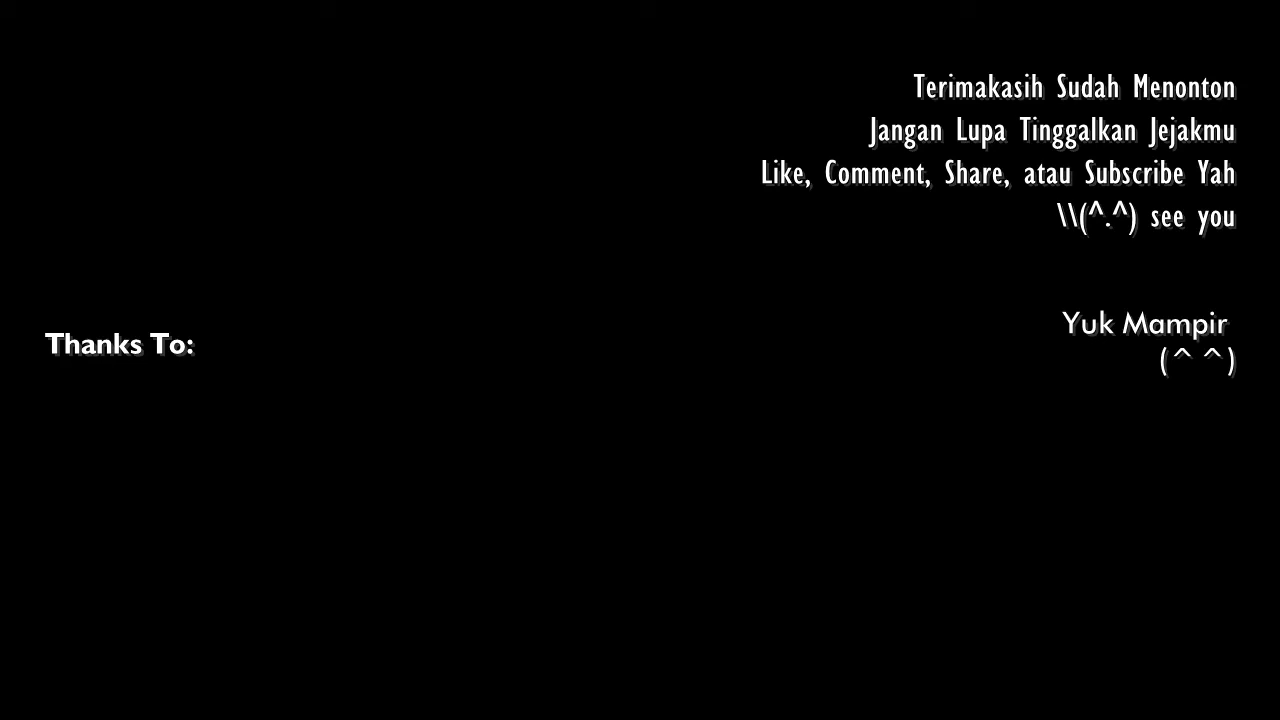 Terimakasih Sudah Menonton
Jangan Lupa Tinggalkan Jejakmu
Like, Comment, Share, atau Subscribe Yah
\\(^.^) see you
Yuk Mampir
(^ ^)
Thanks To: